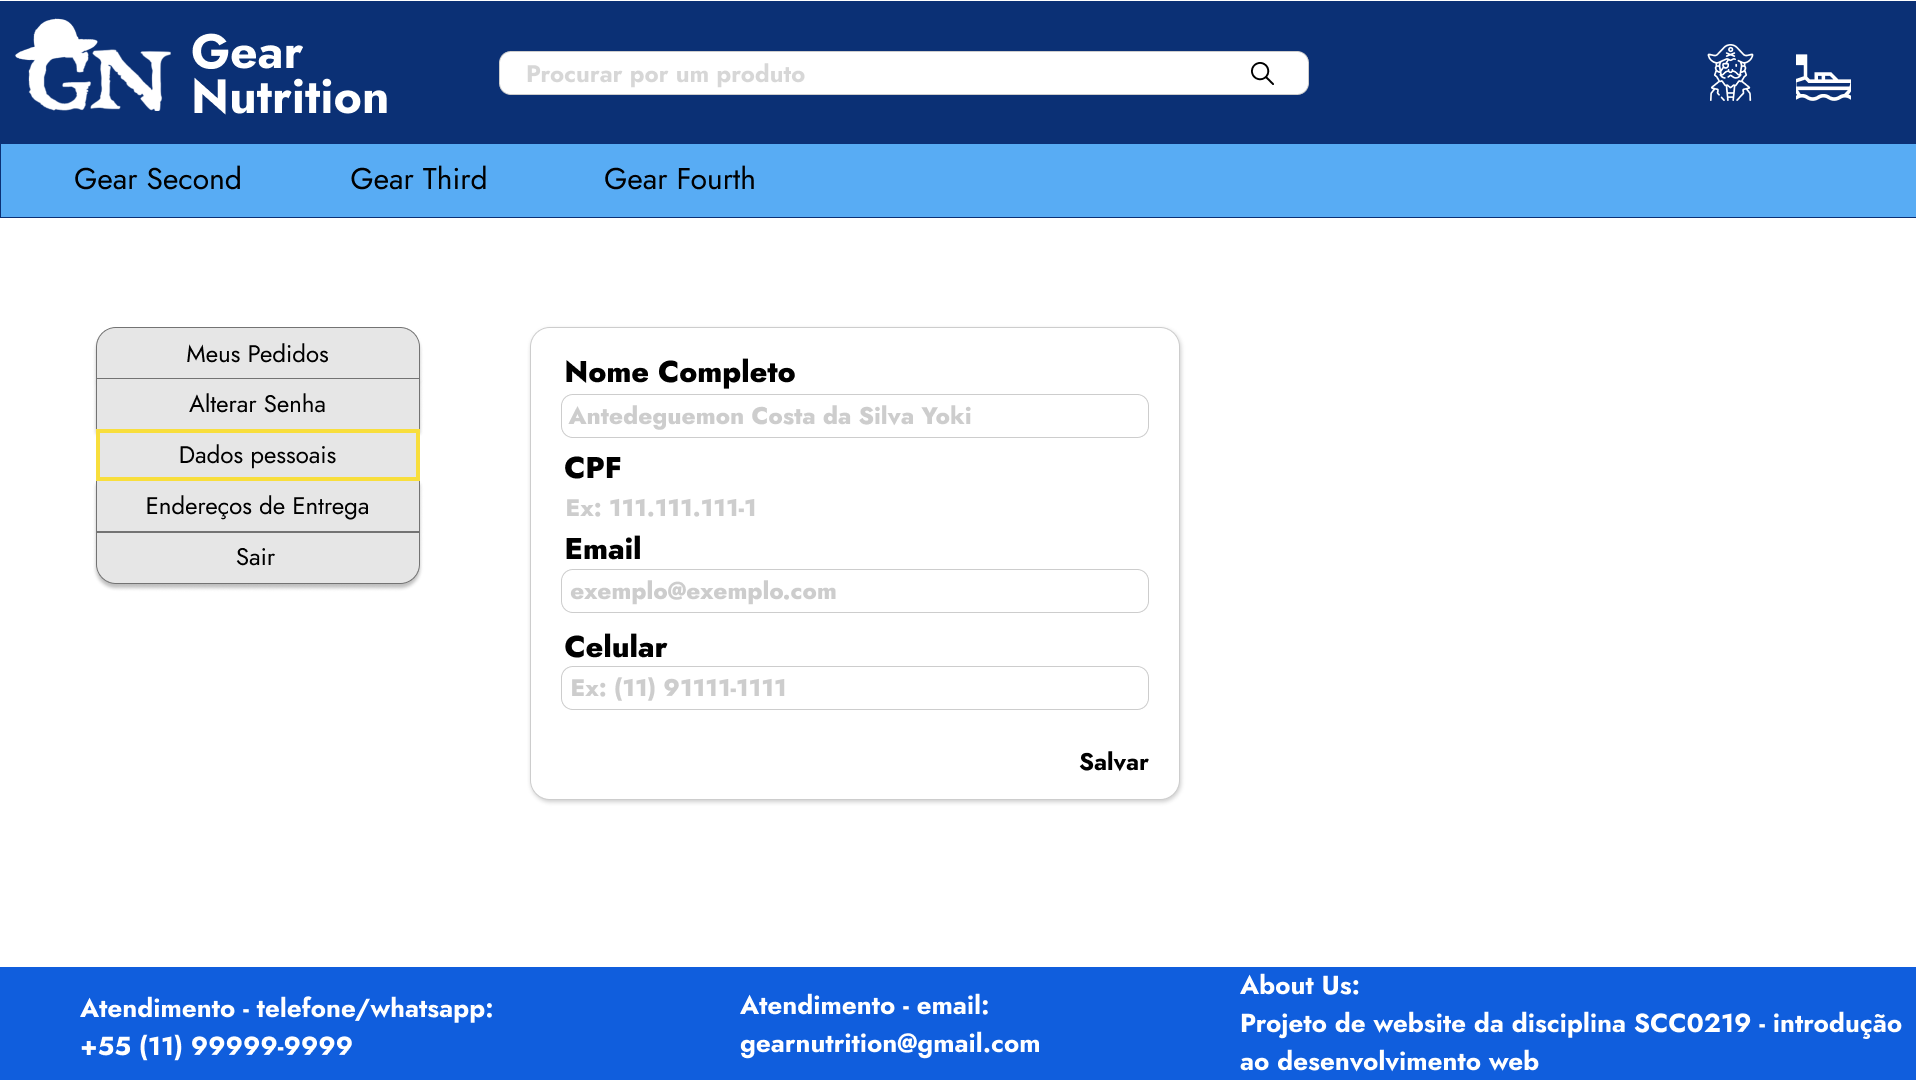 GN
Gear
Nutrition
Procurar por um produto
Gear Second
Gear Third
Gear Fourth
Meus Pedidos
Alterar Senha
Dados pessoais
Endereços de Entrega
Sair
Nome Completo
Antedeguemon Costa da Silva Yoki
CPF
Ex: 111.111.111-1
Email
exemplo@exemplo.com
Celular
Ex: (11) 91111-1111
Salvar
Atendimento - telefone/whatsapp:
+55 (11) 99999-9999
Atendimento - email:
gearnutrition@gmail.com
About Us:
Projeto de website da disciplina SCC0219 - introdução
ao desenvolvimento web